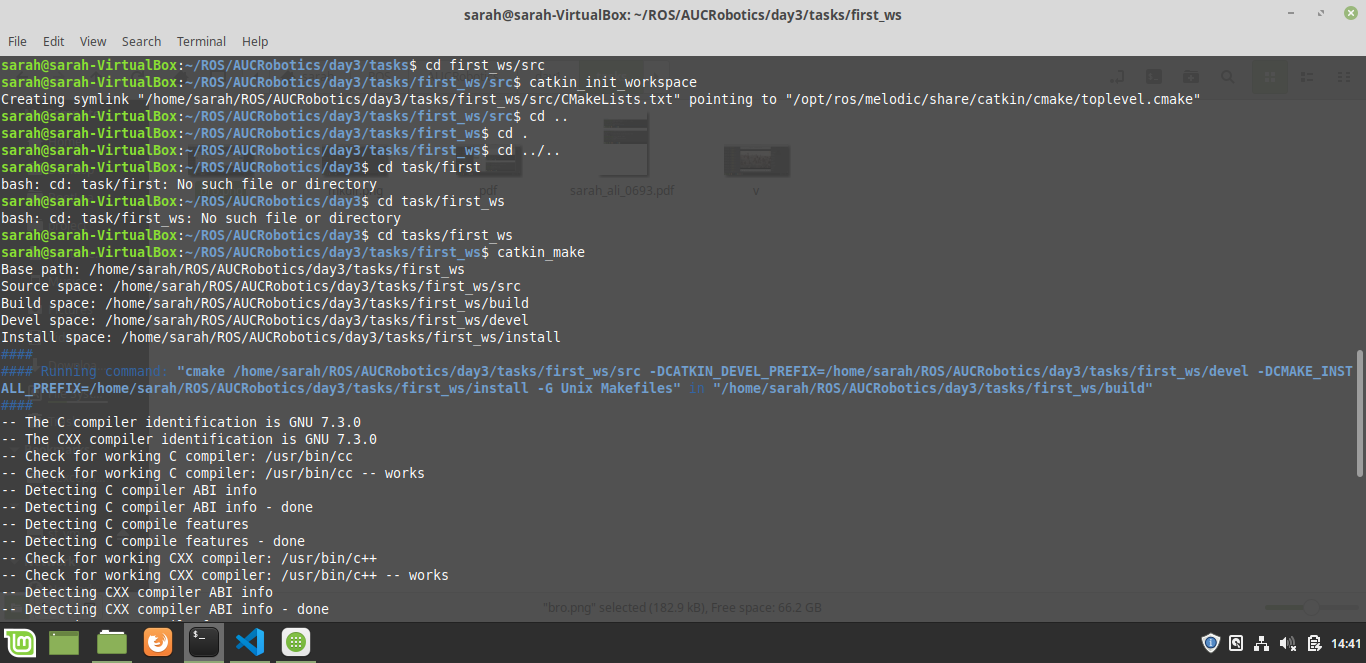 sarah@sarah-VirtualBox: ~/ROS/AUCRobotics/day3/tasks/first_ws
File Edit View Search Terminal Help
sarah@sarah-VirtualBox:~/ROS/AUCRobotics/day3/tasks$ cd first_ws/src
sarah@sarah-VirtualBox:~/ROS/AUCRobotics/day3/tasks/first_ws/src$ catkin_init_workspace
Creating symlink "/home/sarah/ROS/AUCRobotics/day3/tasks/first_ws/src/CMakeLists.txt" pointing to "/opt/ros/melodic/share/catkin/cmake/toplevel.cmake"
sarah@sarah-VirtualBox:~/ROS/AUCRobotics/day3/tasks/first_ws/src$ cd ..
sarah@sarah-VirtualBox:~/ROS/AUCRobotics/day3/tasks/first_ws$ cd .
sarah@sarah-VirtualBox:~/ROS/AUCRobotics/day3/tasks/first_ws$ cd ../..
sarah@sarah-VirtualBox:~/ROS/AUCRobotics/day3$ cd task/first
bash: cd: task/first: No such file or directory
pdf
sarah_ali_0693.pdf
v
sarah@sarah-VirtualBox:~/ROS/AUCRobotics/day3$ cd task/first_ws
bash: cd: task/first_ws: No such file or directory
sarah@sarah-VirtualBox:~/ROS/AUCRobotics/day3$ cd tasks/first_ws
sarah@sarah-VirtualBox:~/ROS/AUCRobotics/day3/tasks/first_ws$ catkin_make
Base path: /home/sarah/ROS/AUCRobotics/day3/tasks/first_ws
Source space: /home/sarah/ROS/AUCRobotics/day3/tasks/first_ws/src
Build space: /home/sarah/ROS/AUCRobotics/day3/tasks/first_ws/build
Devel space: /home/sarah/ROS/AUCRobotics/day3/tasks/first_ws/devel
Install space: /home/sarah/ROS/AUCRobotics/day3/tasks/first_ws/install
####
#### Running command: "cmake /home/sarah/ROS/AUCRobotics/day3/tasks/first_ws/src -DCATKIN_DEVEL_PREFIX=/home/sarah/ROS/AUCRobotics/day3/tasks/first_ws/devel -DCMAKE_INST
ALL_PREFIX=/home/sarah/ROS/AUCRobotics/day3/tasks/first_ws/install -G Unix Makefiles" in "/home/sarah/ROS/AUCRobotics/day3/tasks/first_ws/build"
####
-- The C compiler identification is GNU 7.3.0
-- The CXX compiler identification is GNU 7.3.0
-- Check for working C compiler: /usr/bin/cc
-- Check for working C compiler: /usr/bin/cc -- works
-- Detecting C compiler ABI info
-- Detecting C compiler ABI info - done
-- Detecting C compile features
-- Detecting C compile features - done
-- Check for working CXX compiler: /usr/bin/c++
-- Check for working CXX compiler: /usr/bin/c++ -- works
-- Detecting CXX compiler ABI info
-- Detecting CXX compiler ABI info - done
"bro.png" selected (182.9 kB), Free space: 66.2 GB
14:41